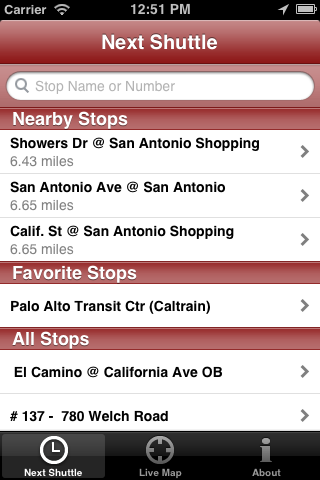 Carrier 12:51 PM
Next Shuttle
Stop Name or Number
Nearby Stops
Showers Dr @ San Antonio Shopping
6.43 miles
San Antonio Ave @ San Antonio
6.65 miles
Calif. St @ San Antonio Shopping
6.65 miles
Favorite Stops
Palo Alto Transit Ctr (Caltrain)
All Stops
El Camino @ California Ave OB
# 137 - 780 Welch Road
Next Shuttle Live Map About